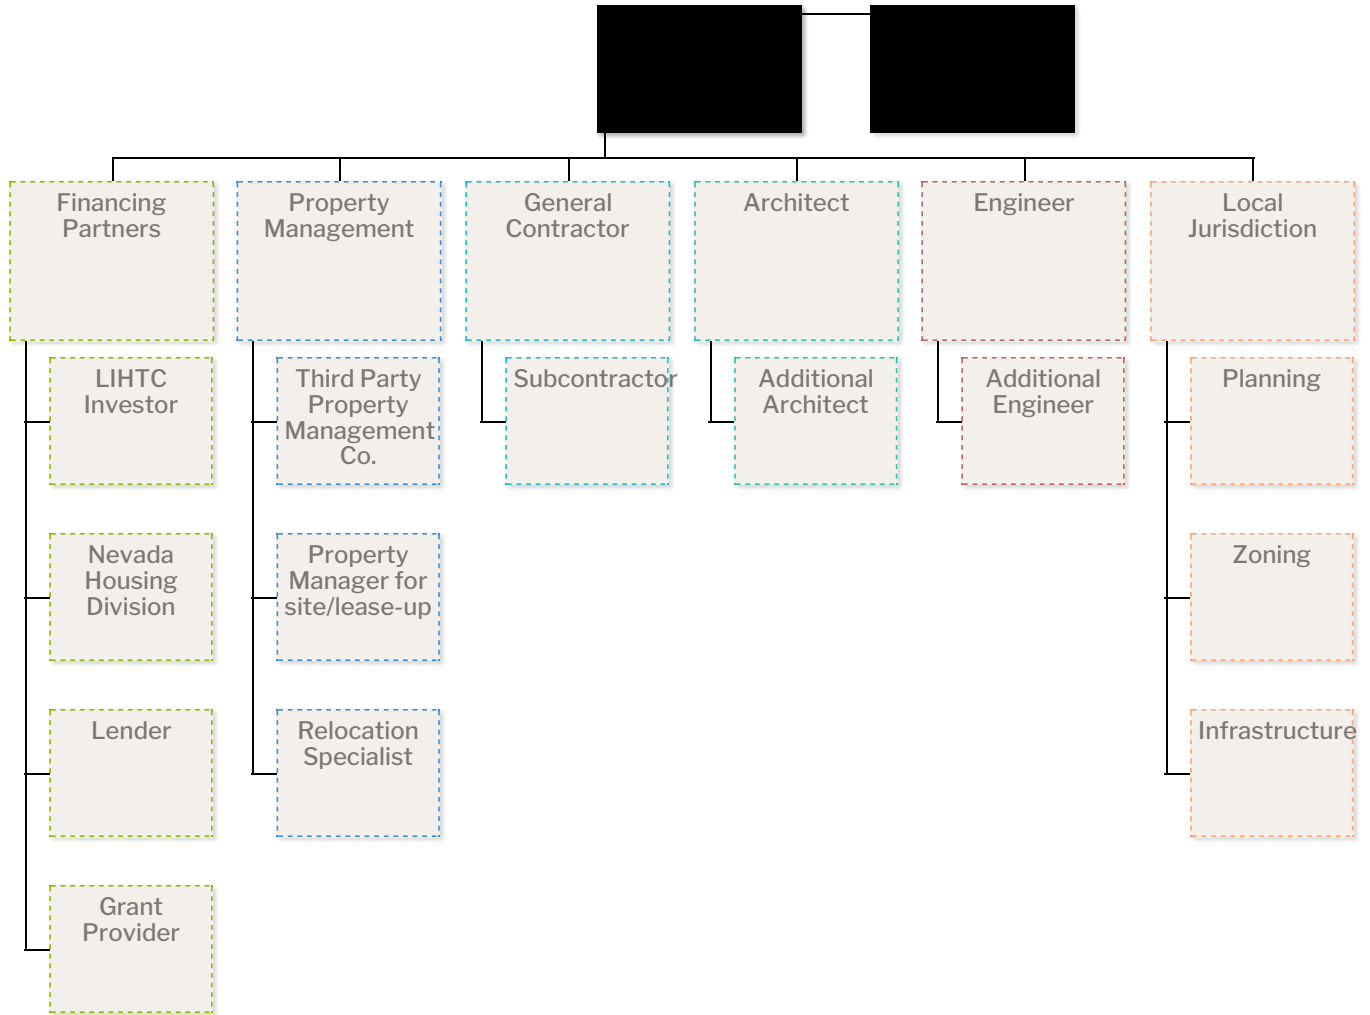 Financing
Partners
Property
Management
General
Contractor
Architect
Engineer
Local
Jurisdiction
LIHTC
Investor
Third Party
Property
Management
Co.
Subcontractor
Additional
Architect
Additional
Engineer
Planning
Nevada
Housing
Division
Property
Manager for
site/lease-up
Zoning
Lender
Relocation
Specialist
Infrastructure
Grant
Provider